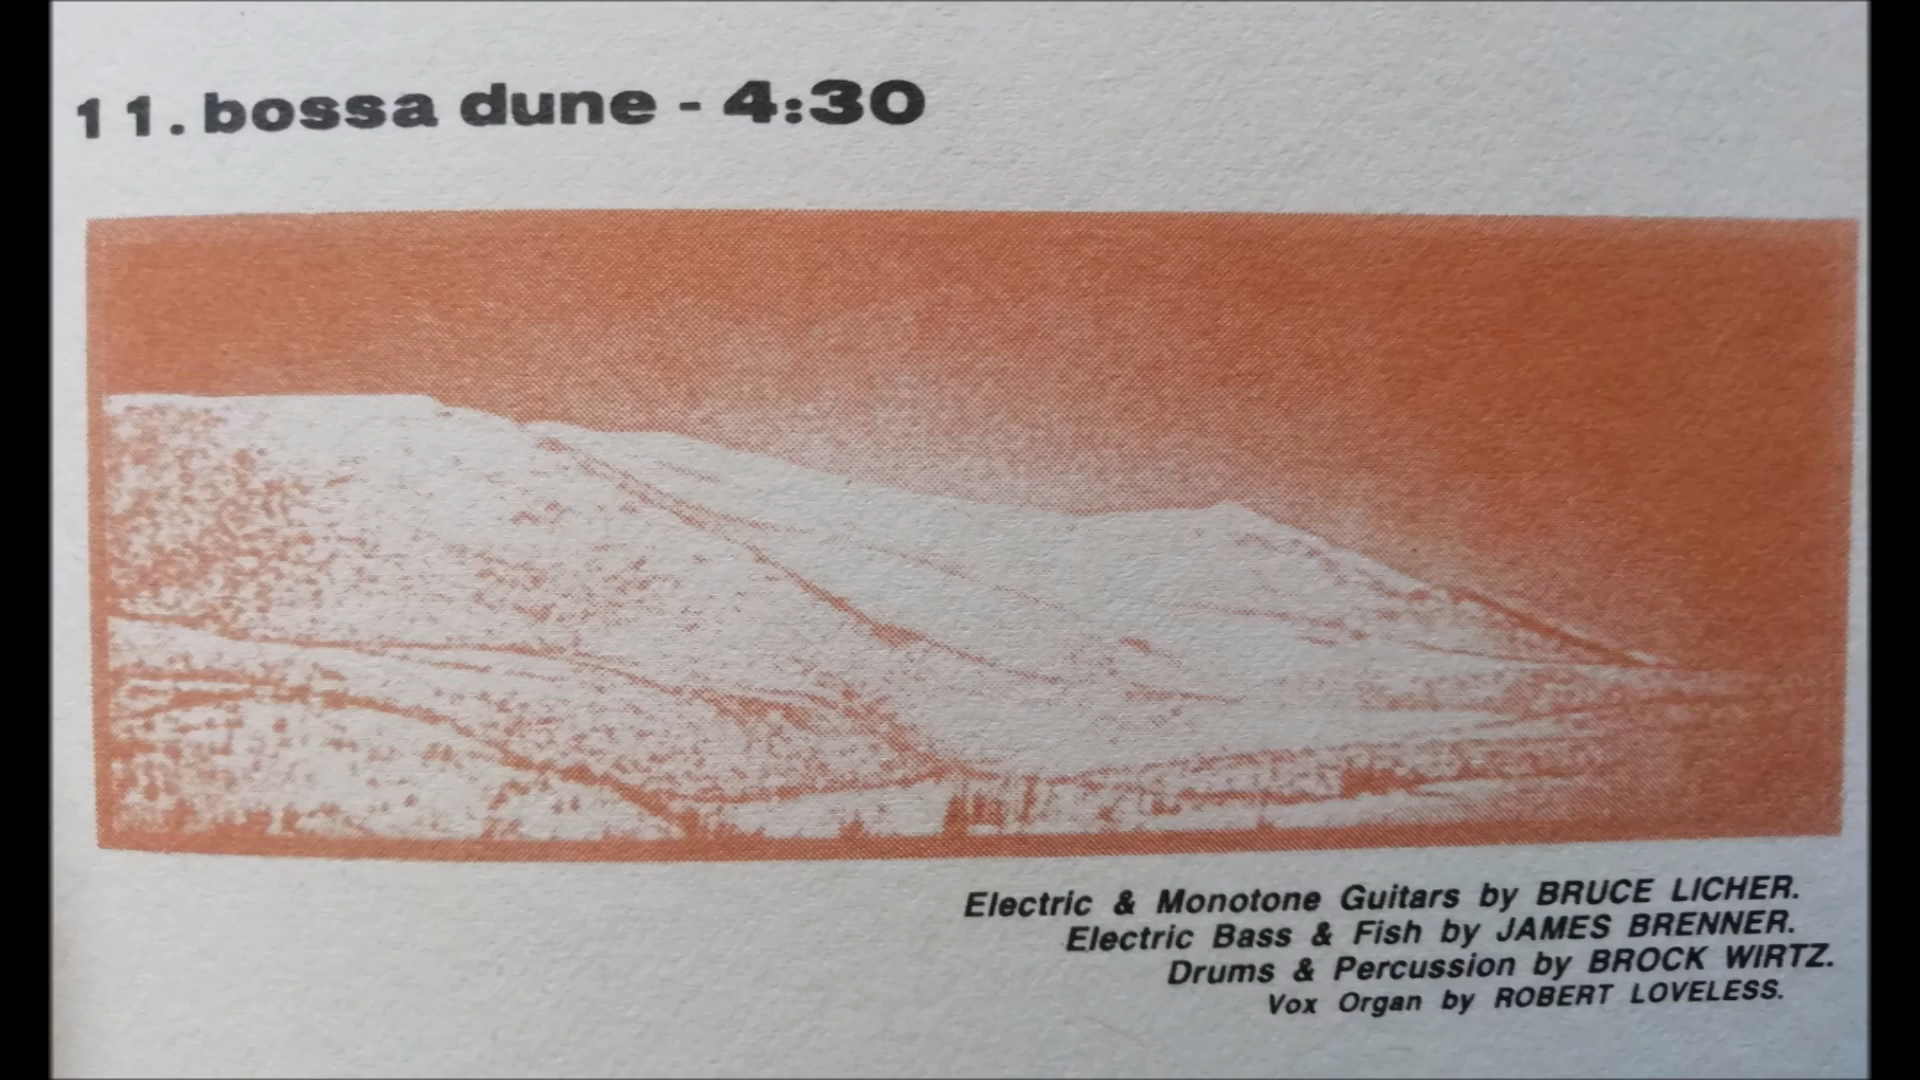 11. bossa dune - 4:30
Electric & Monotone Guitars by BRUCE LICHER.
Electric Bass & Fish by JAMES BRENNER.
Drums & Percussion by BROCK WIRTZ.
Vox Organ by ROBERT LOVELESS.